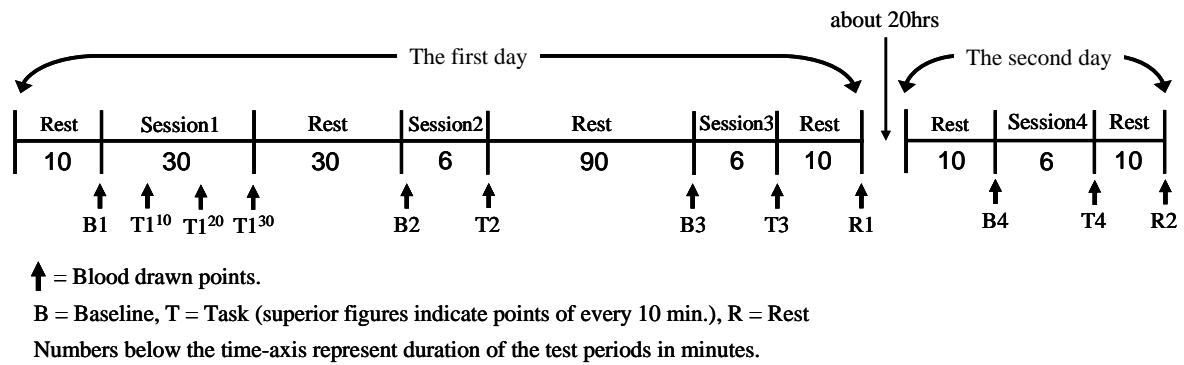 about 20hrs
The first day
The second day
Rest Session1 Rest Session2 Rest Session3 Rest Rest Session4 Rest
10 30 30 6 90 6 10 10 6 10
B1 T1¹⁰ T1²⁰ T1³⁰ B2 T2 B3 T3 R1 B4 T4 R2
= Blood drawn points.
B = Baseline, T = Task (superior figures indicate points of every 10 min.), R = Rest
Numbers below the time-axis represent duration of the test periods in minutes.